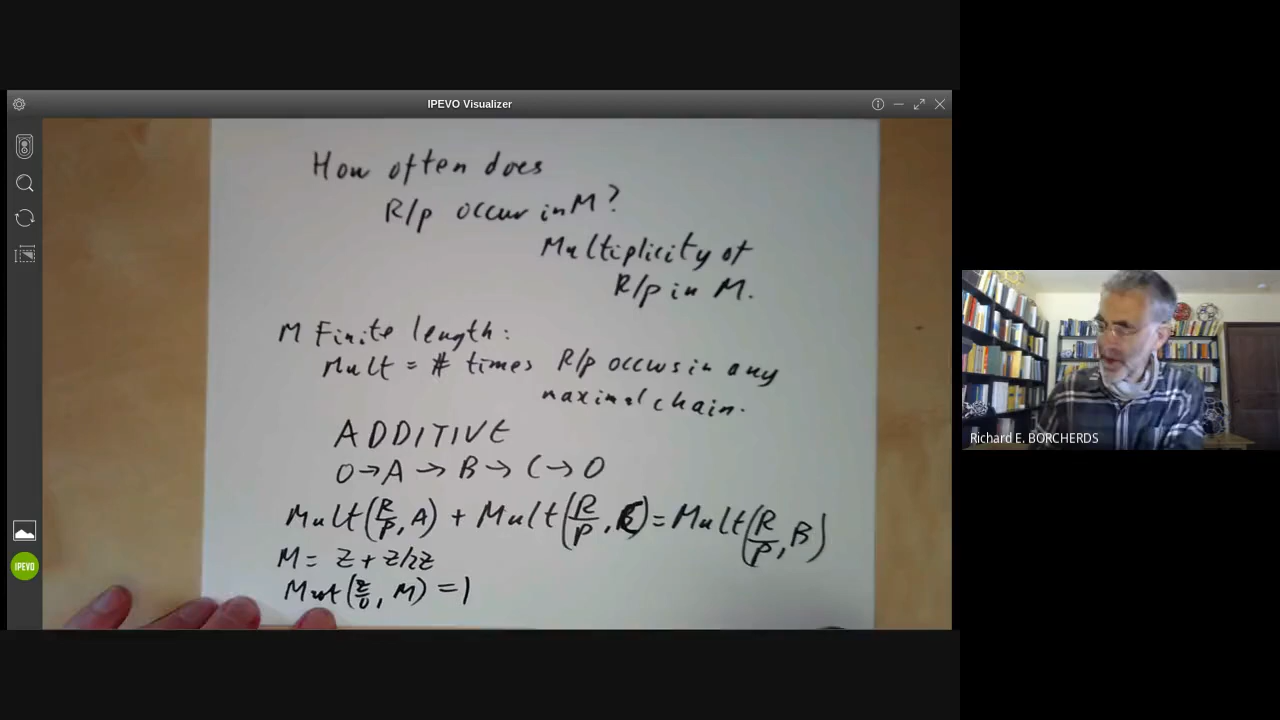 IPEVO Visualizer
How often does
R/p occur in M?
Multiplicity of
R/p in M.
M Finite length:
Mult = # times R/p occurs in any
maximal chain.
ADDITIVE
0→A→B→C→0
Mult(R/P, A) + Mult(R/P, C) = Mult(R/P, B)
M = Z + Z/2Z
Mult(Z/0, M) = 1
Richard E. BORCHERDS
IPEVO